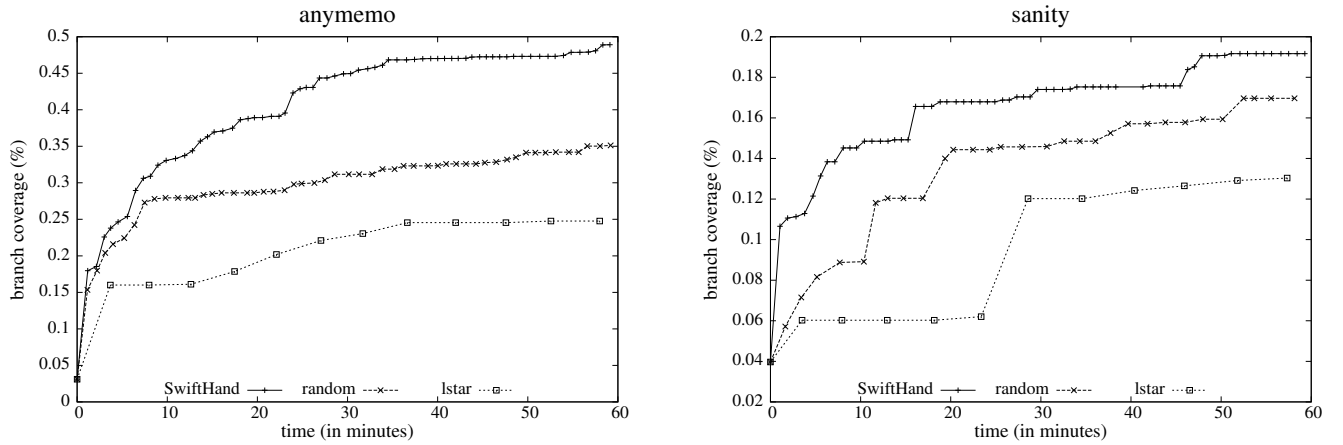 anymemo
0.5
0.45
0.4
0.35
0.3
0.25
0.2
0.15
0.1
0.05
0
branch coverage (%)
SwiftHand random lstar
0 10 20 30 40 50 60
time (in minutes)
sanity
0.2
0.18
0.16
0.14
0.12
0.1
0.08
0.06
0.04
0.02
branch coverage (%)
SwiftHand random lstar
0 10 20 30 40 50 60
time (in minutes)